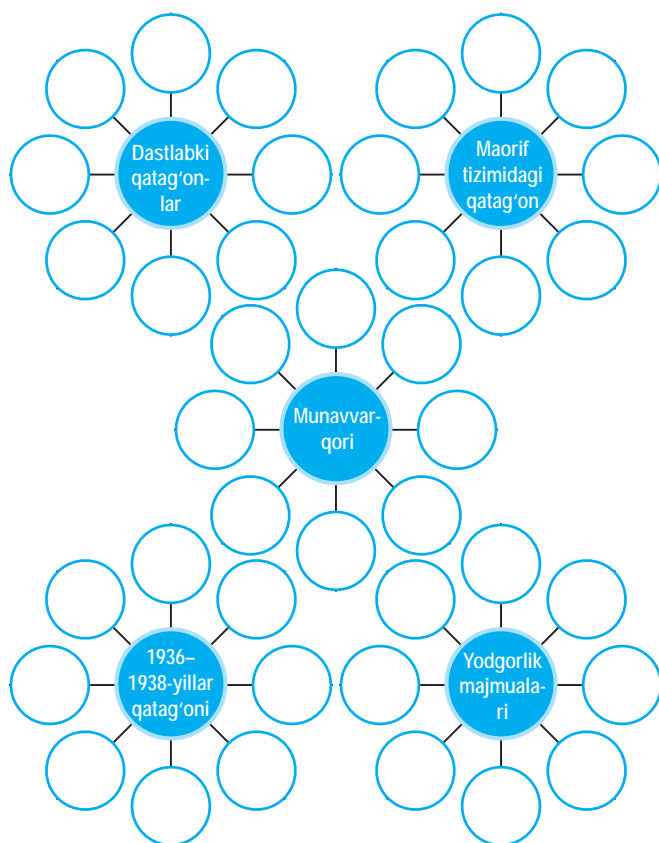 Dastlabki
qatag‘on-
lar
Maorif
tizimidagi
qatag‘on
Munavvar-
qori
1936–
1938-yillar
qatag‘oni
Yodgorlik
majmuala-
ri